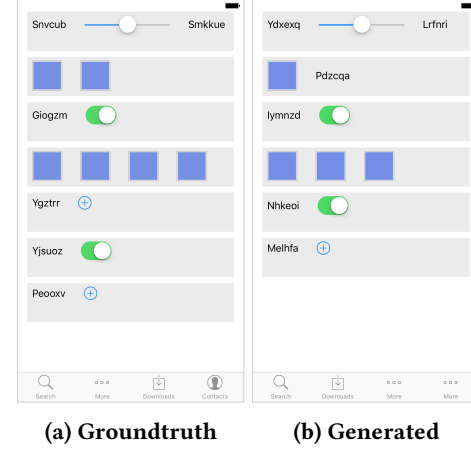 Snvcub Smkkue
Giogzm
Ygztrr
Yjsuoz
Peooxv
Search More Downloads Contacts
(a) Groundtruth
Ydxexq Lrfnri
Pdzcqa
Iymnzd
Nhkeoi
Melhfa
Search Downloads More More
(b) Generated